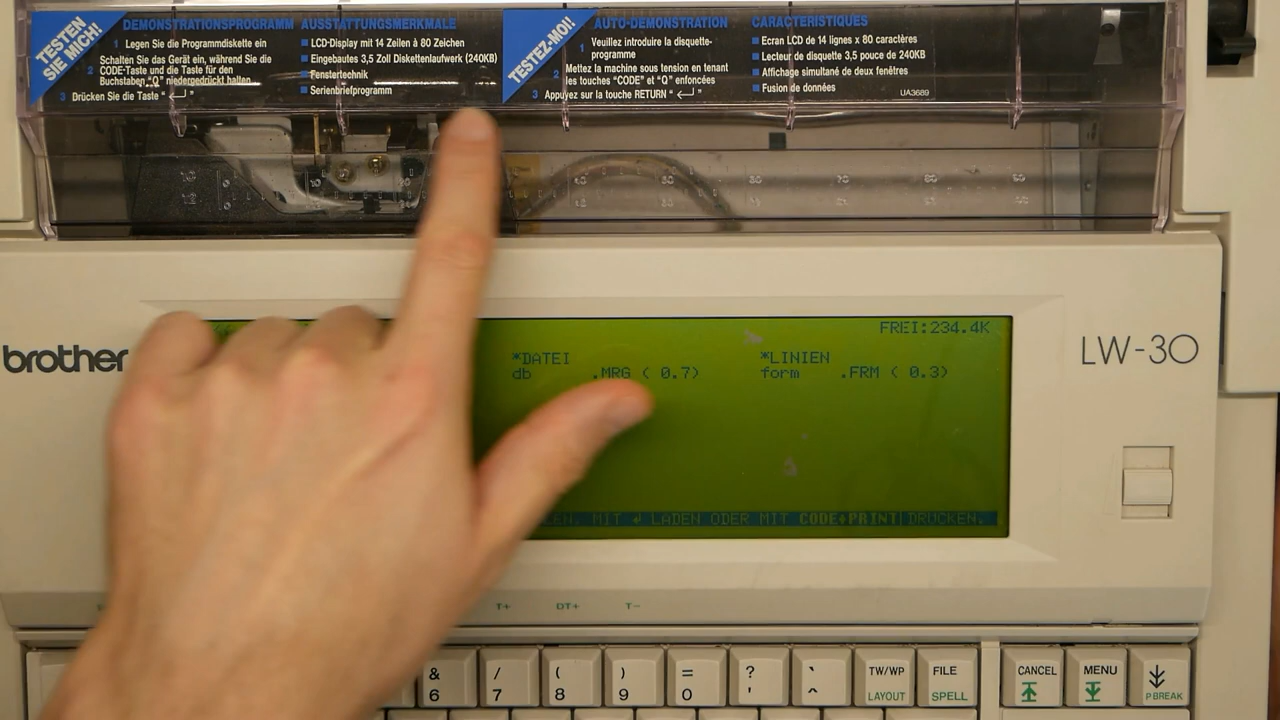 TESTEN
SIE MICH!
DEMONSTRATIONSPROGRAMM
1 Legen Sie die Programmdiskette ein
2 Schalten Sie das Gerät ein, während Sie die
CODE-Taste und die Taste für den
Buchstaben "Q" niedergedrückt halten
3 Drücken Sie die Taste " ↵ "
AUSSTATTUNGSMERKMALE
LCD-Display mit 14 Zeilen à 80 Zeichen
Eingebautes 3,5 Zoll Diskettenlaufwerk (240KB)
Fenstertechnik
Serienbriefprogramm
TESTEZ-MOI!
AUTO-DEMONSTRATION
1 Veuillez introduire la disquette-
programme
2 Mettez la machine sous tension en tenant
les touches "CODE" et "Q" enfoncées
3 Appuyez sur la touche RETURN " ↵ "
CARACTERISTIQUES
Ecran LCD de 14 lignes x 80 caractères
Lecteur de disquette 3,5 pouce de 240KB
Affichage simultané de deux fenêtres
Fusion de données
UA3689
brother
LW-30
FREI:234.4K
*DATEI *LINIEN
db .MRG ( 0.7) form .FRM ( 0.3)
MIT ↵ LADEN ODER MIT CODE+PRINT DRUCKEN.
T+ DT+ T-
& / ( ) = ? ` TW/WP FILE CANCEL MENU
6 7 8 9 0 ' ^ LAYOUT SPELL P BREAK